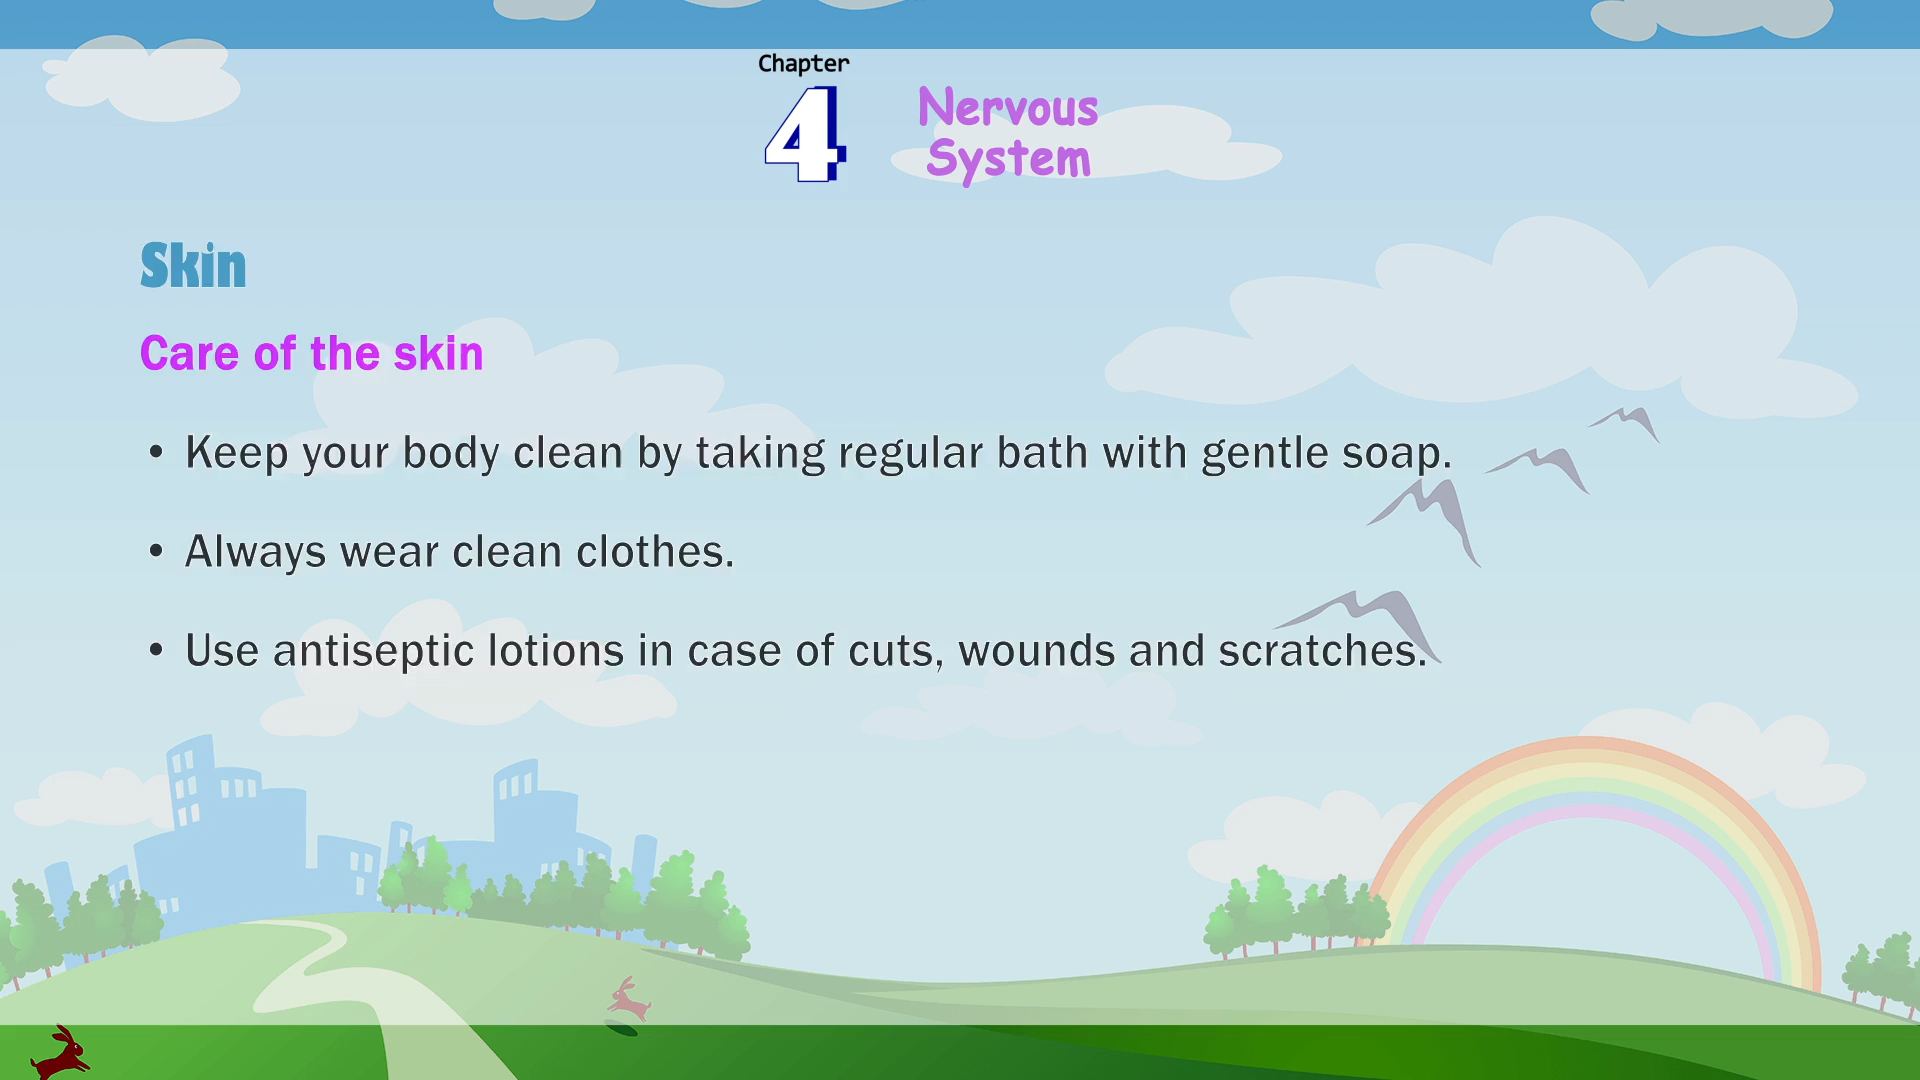 Chapter
4
Nervous
System
Skin
Care of the skin
• Keep your body clean by taking regular bath with gentle soap.
• Always wear clean clothes.
• Use antiseptic lotions in case of cuts, wounds and scratches.